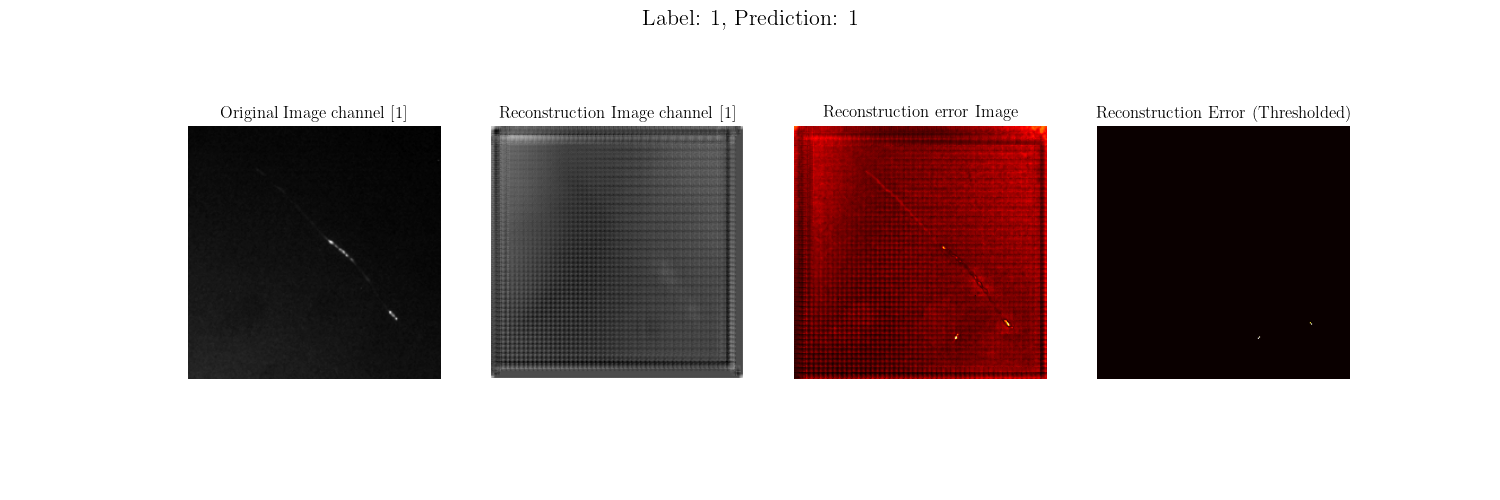 Label: 1, Prediction: 1
Original Image channel [1]
Reconstruction Image channel [1]
Reconstruction error Image
Reconstruction Error (Thresholded)